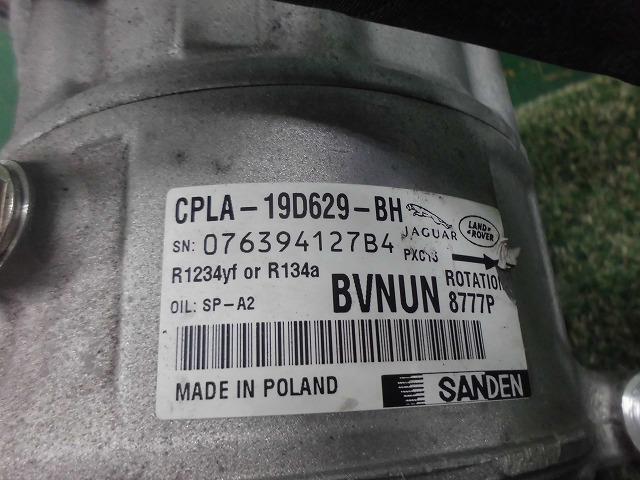 CPLA-19D629-BH JAGUAR LAND ROVER
SN: 076394127B4 PXC16
R1234yf or R134a ROTATION
OIL: SP-A2 BVNUN 8777P
MADE IN POLAND SANDEN